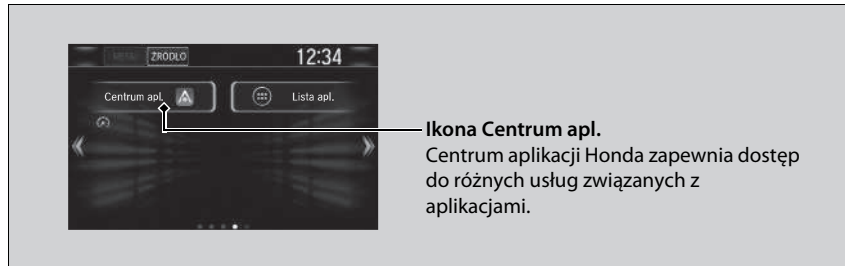 ŹRÓDŁO
12:34
Centrum apl.
Lista apl.
Ikona Centrum apl.
Centrum aplikacji Honda zapewnia dostęp
do różnych usług związanych z
aplikacjami.